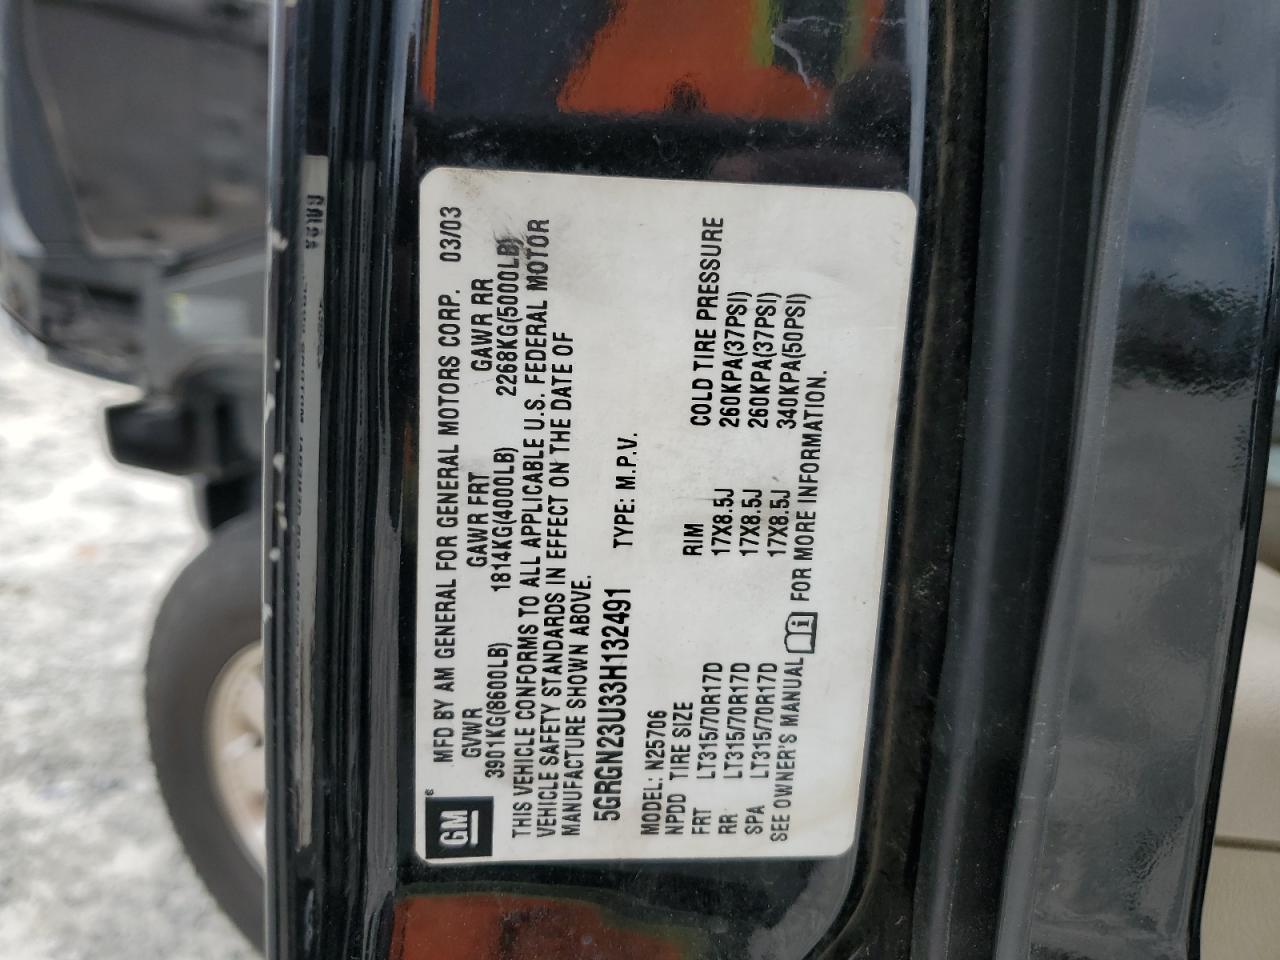 GM ®
MFD BY AM GENERAL FOR GENERAL MOTORS CORP. 03/03
GVWR GAWR FRT GAWR RR
3901KG(8600LB) 1814KG(4000LB) 2268KG(5000LB)
THIS VEHICLE CONFORMS TO ALL APPLICABLE U.S. FEDERAL MOTOR
VEHICLE SAFETY STANDARDS IN EFFECT ON THE DATE OF
MANUFACTURE SHOWN ABOVE.
5GRGN23U33H132491 TYPE: M.P.V.
MODEL: N25706
NPDD TIRE SIZE RIM COLD TIRE PRESSURE
FRT LT315/70R17D 17X8.5J 260KPA(37PSI)
RR LT315/70R17D 17X8.5J 260KPA(37PSI)
SPA LT315/70R17D 17X8.5J 340KPA(50PSI)
SEE OWNER'S MANUAL i FOR MORE INFORMATION.